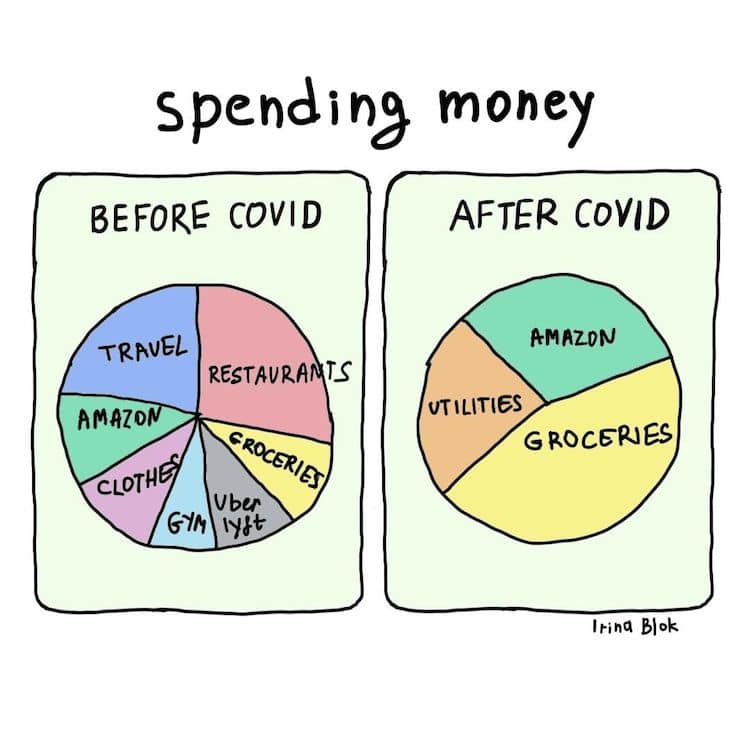 spending money
BEFORE COVID
TRAVEL
RESTAURANTS
AMAZON
GROCERIES
CLOTHES
GYM
Uber
lyft
AFTER COVID
AMAZON
UTILITIES
GROCERIES
Irina Blok